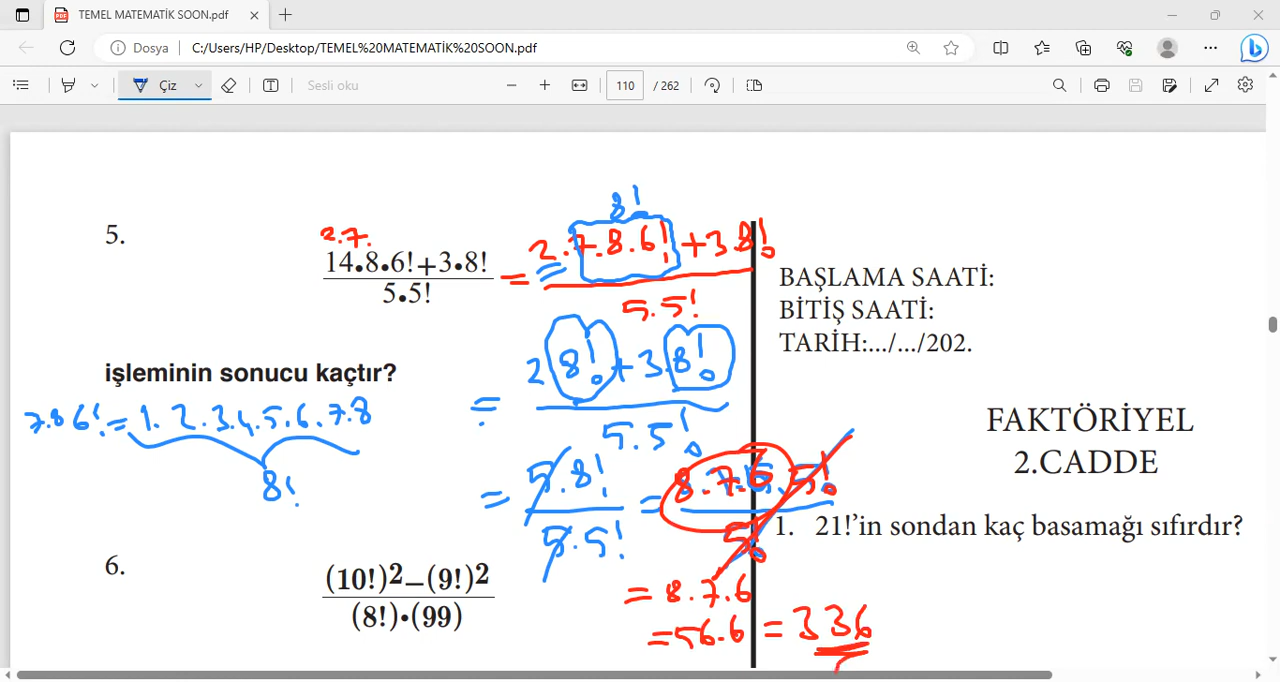 TEMEL MATEMATİK SOON.pdf
Dosya C:/Users/HP/Desktop/TEMEL%20MATEMATİK%20SOON.pdf
Çiz Sesli oku 110 / 262
5.
2.7.
14.8.6!+3.8!
5.5!
= 2.7.8.6!+3.8!
8!
5.5!
işleminin sonucu kaçtır?
= 2 8!+3.8!
5.5!
7.8 6!=1.2.3.4.5.6.7.8
8!
= 5.8! = 8.7.6.5!
5.5! 5!
= 8.7.6
=56.6 = 336
6.
(10!)²–(9!)²
(8!).(99)
BAŞLAMA SAATİ:
BİTİŞ SAATİ:
TARİH:.../.../202.
FAKTÖRİYEL
2.CADDE
1. 21!’in sondan kaç basamağı sıfırdır?